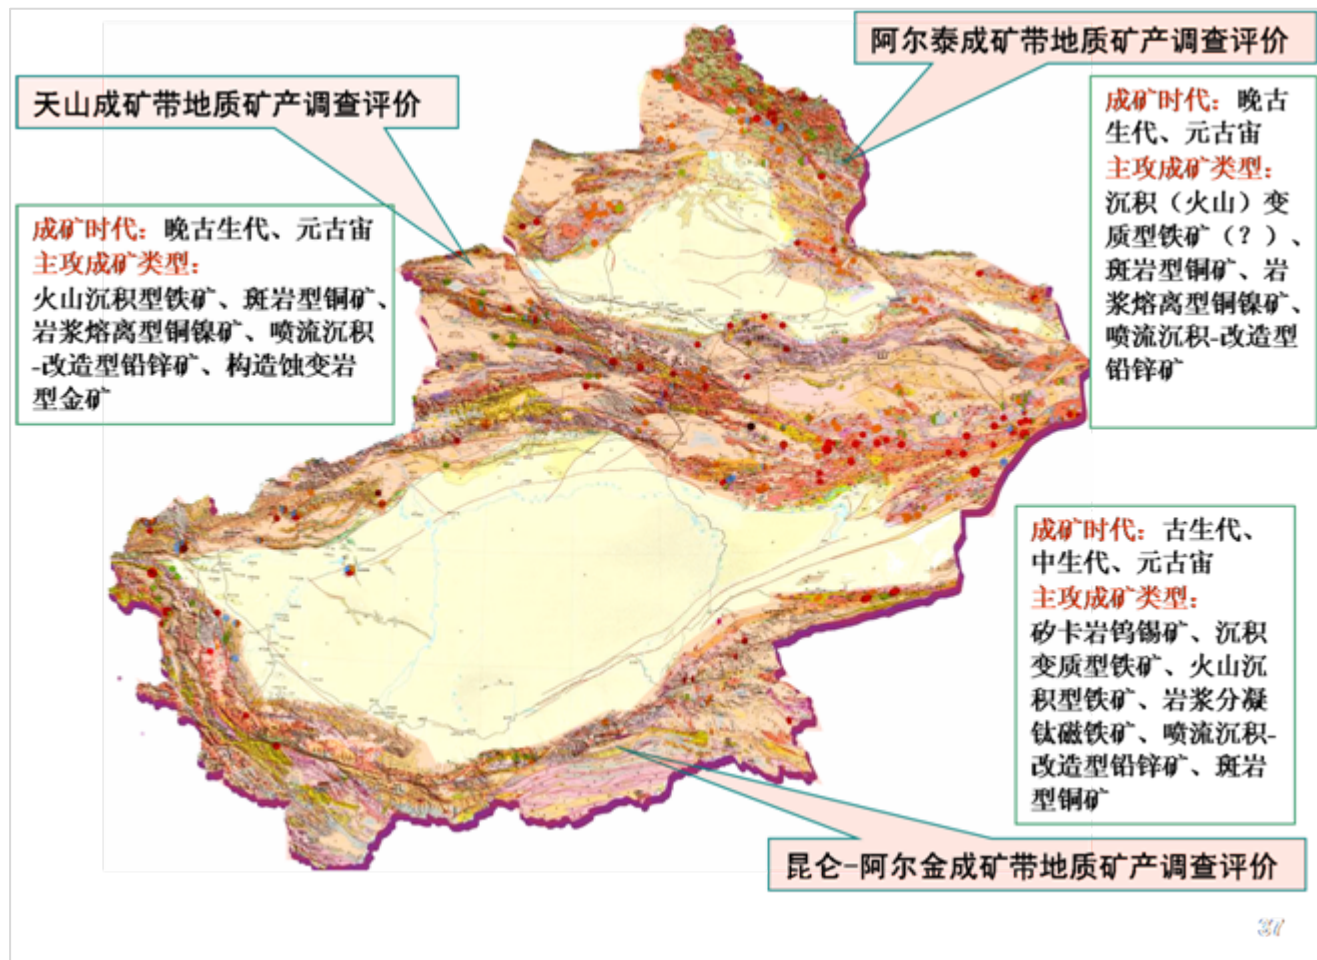 阿尔泰成矿带地质矿产调查评价
天山成矿带地质矿产调查评价
成矿时代：晚古
生代、元古宙
主攻成矿类型：
沉积（火山）变
质型铁矿（？）、
斑岩型铜矿、岩
浆熔离型铜镍矿、
喷流沉积-改造型
铅锌矿
成矿时代：晚古生代、元古宙
主攻成矿类型：
火山沉积型铁矿、斑岩型铜矿、
岩浆熔离型铜镍矿、喷流沉积
-改造型铅锌矿、构造蚀变岩
型金矿
成矿时代：古生代、
中生代、元古宙
主攻成矿类型：
矽卡岩钨锡矿、沉积
变质型铁矿、火山沉
积型铁矿、岩浆分凝
钛磁铁矿、喷流沉积-
改造型铅锌矿、斑岩
型铜矿
昆仑-阿尔金成矿带地质矿产调查评价
31